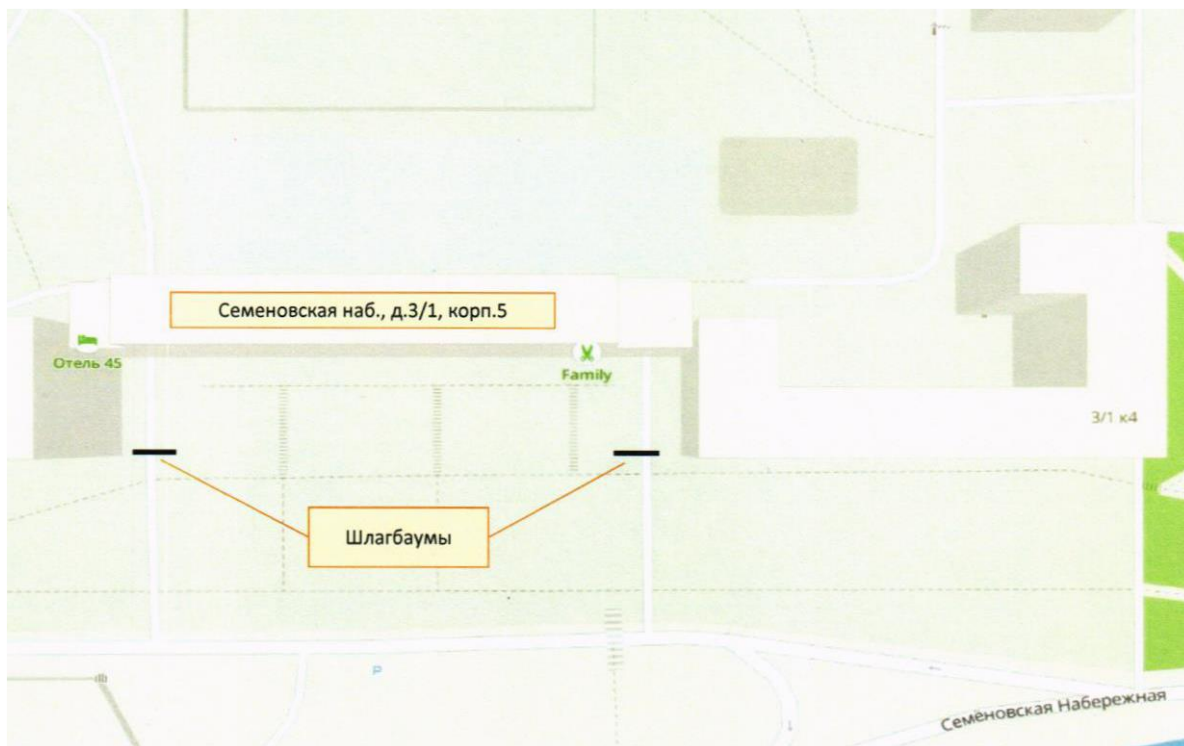 Семеновская наб., д.3/1, корп.5
Отель 45
Family
3/1 к4
Шлагбаумы
P
Семёновская Набережная